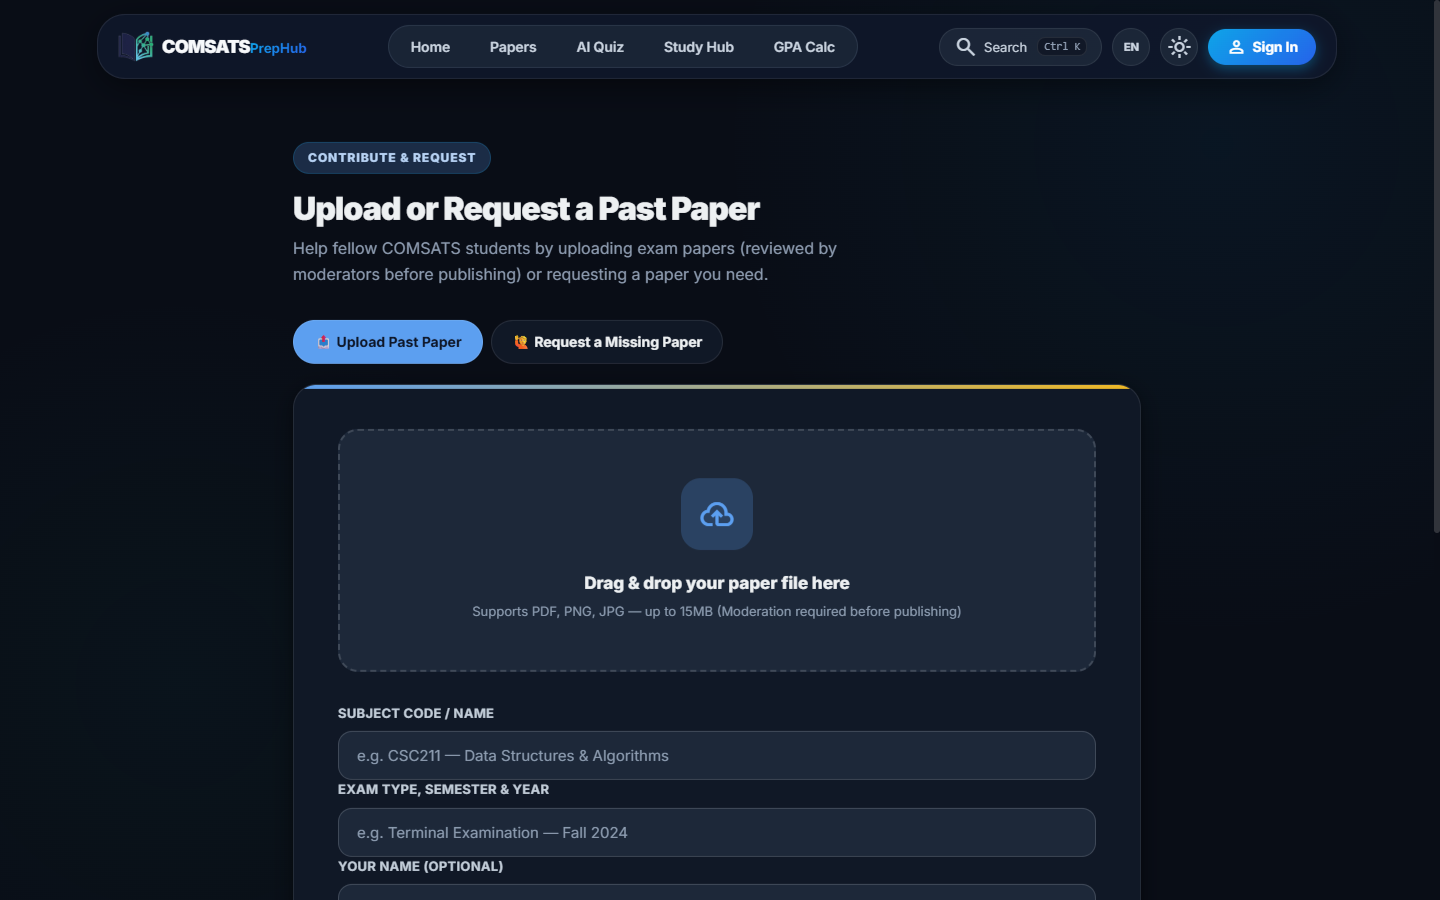 COMSATSPrepHub
Home Papers AI Quiz Study Hub GPA Calc
Search Ctrl K EN Sign In
CONTRIBUTE & REQUEST
Upload or Request a Past Paper
Help fellow COMSATS students by uploading exam papers (reviewed by
moderators before publishing) or requesting a paper you need.
Upload Past Paper Request a Missing Paper
Drag & drop your paper file here
Supports PDF, PNG, JPG — up to 15MB (Moderation required before publishing)
SUBJECT CODE / NAME
e.g. CSC211 — Data Structures & Algorithms
EXAM TYPE, SEMESTER & YEAR
e.g. Terminal Examination — Fall 2024
YOUR NAME (OPTIONAL)